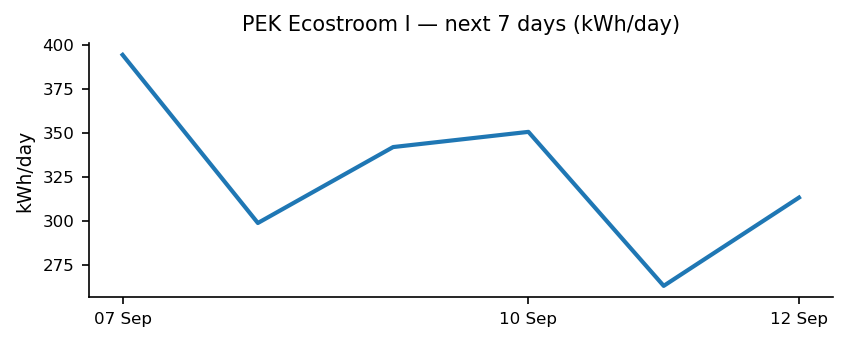 PEK Ecostroom I — next 7 days (kWh/day)
kWh/day
400
375
350
325
300
275
07 Sep
10 Sep
12 Sep